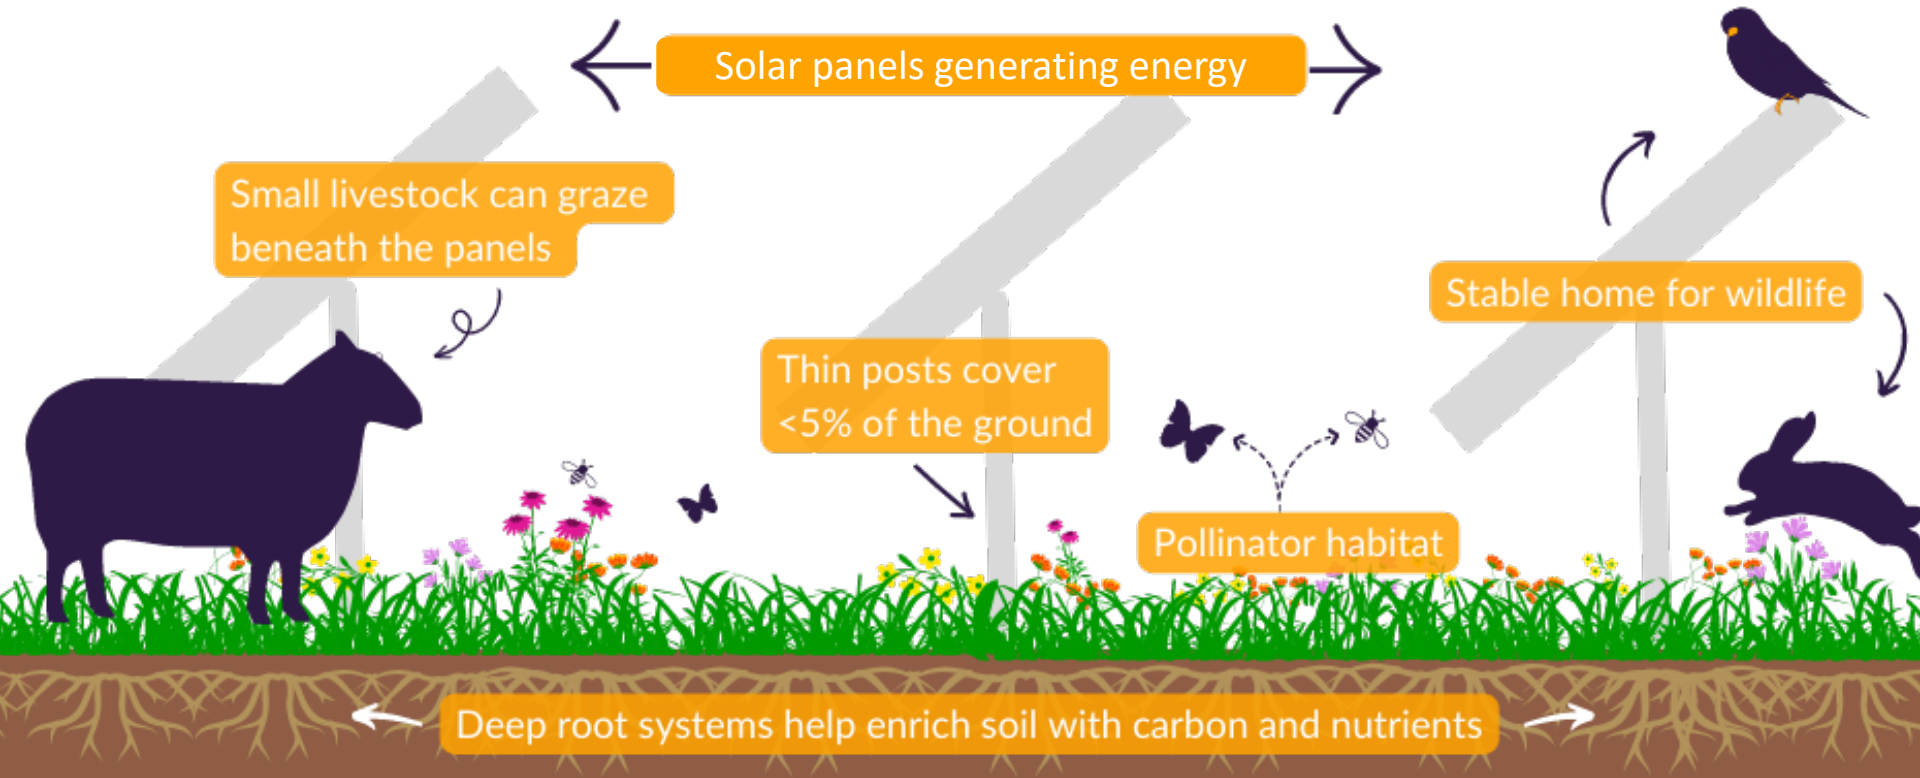 Solar panels generating energy
Small livestock can graze
beneath the panels
Stable home for wildlife
Thin posts cover
<5% of the ground
Pollinator habitat
Deep root systems help enrich soil with carbon and nutrients